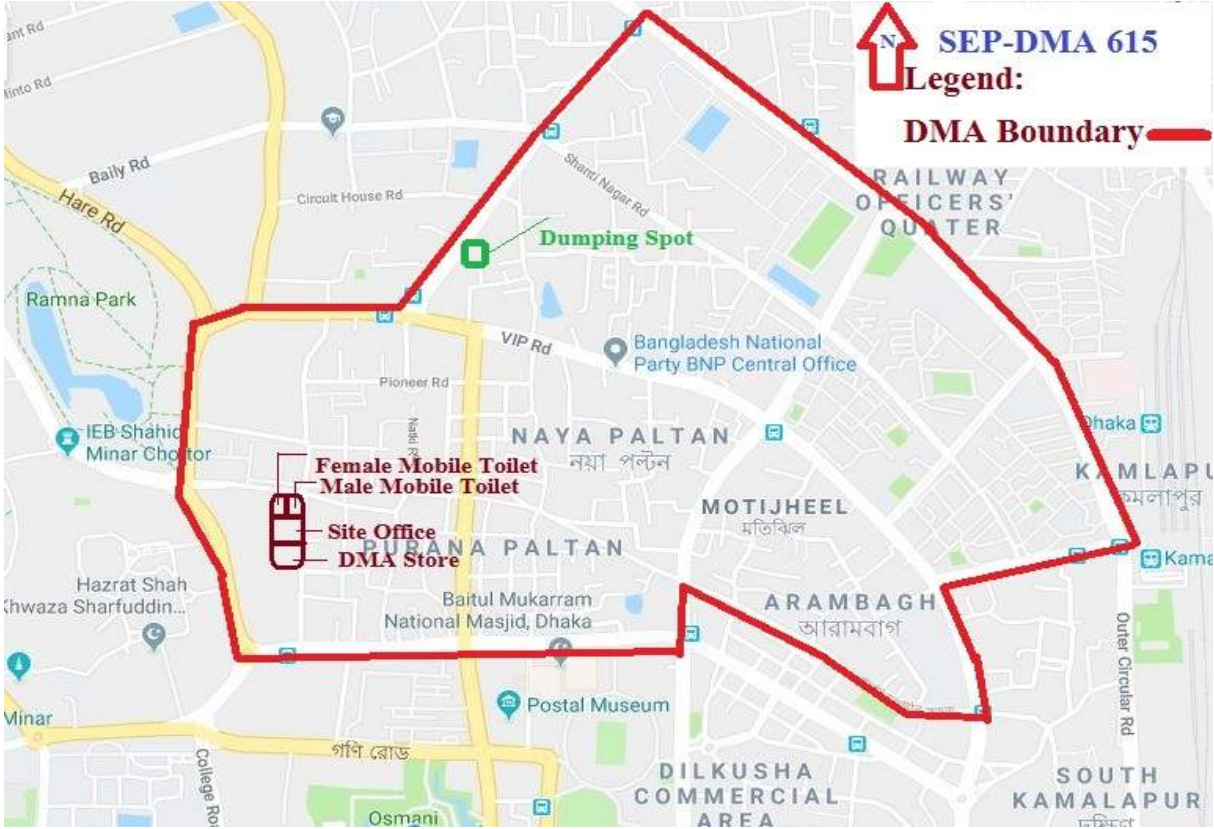 ant Rd
Minto Rd
Baily Rd
Hare Rd
Circuit House Rd
Shanti Nagar Rd
N
SEP-DMA 615
Legend:
DMA Boundary
RAILWAY
OFFICERS'
QUATER
Dumping Spot
Ramna Park
VIP Rd
Bangladesh National
Party BNP Central Office
Pioneer Rd
IEB Shahid
Minar Chottor
NAYA PALTAN
নয়া পল্টন
Dhaka
KAMLAPU
কমলাপুর
Female Mobile Toilet
Male Mobile Toilet
Site Office
DMA Store
PURANA PALTAN
MOTIJHEEL
মতিঝিল
Kama
Hazrat Shah
Khwaza Sharfuddin...
Baitul Mukarram
National Masjid, Dhaka
ARAMBAGH
আরামবাগ
Outer Circular Rd
Postal Museum
Minar
গণি রোড
College Ro
Osmani
DILKUSHA
COMMERCIAL
AREA
SOUTH
KAMALAPUR